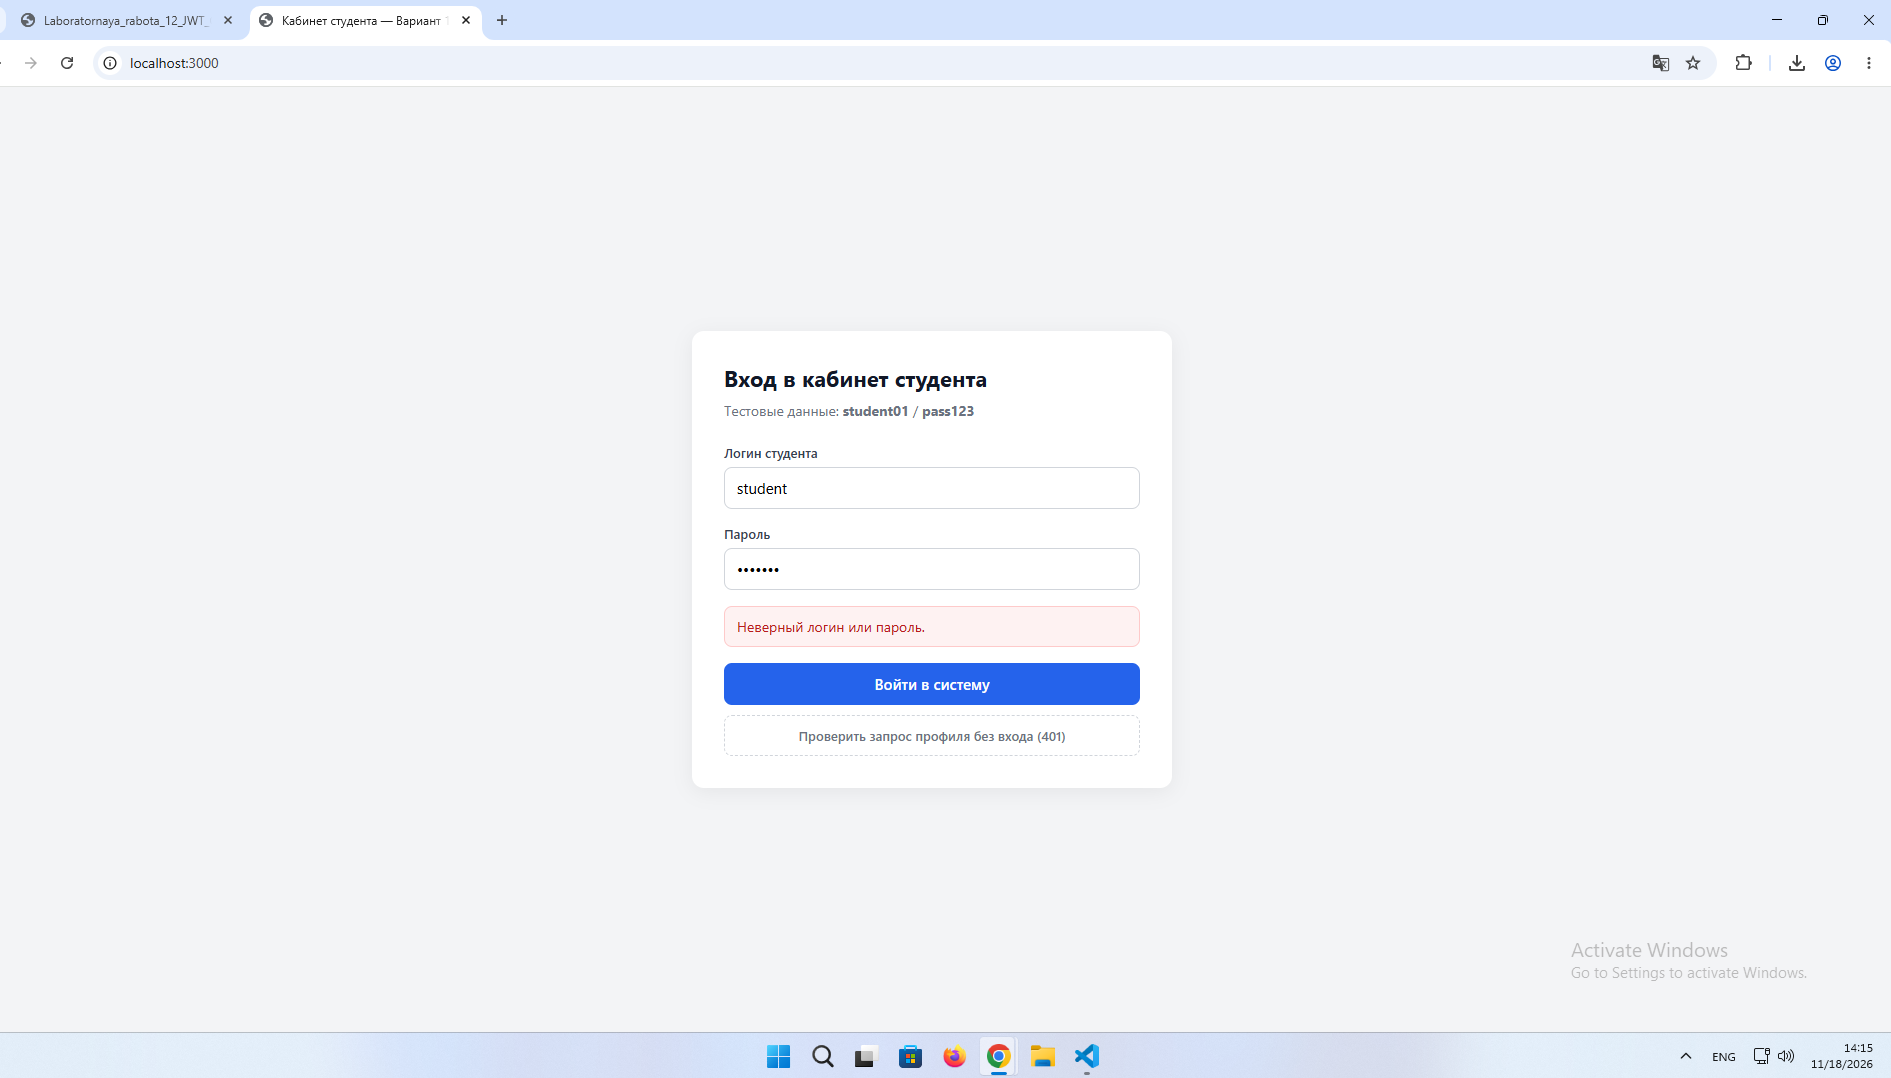 Laboratornaya_rabota_12_JWT_
Кабинет студента — Вариант 1
localhost:3000
Вход в кабинет студента
Тестовые данные: student01 / pass123
Логин студента
student
Пароль
•••••••
Неверный логин или пароль.
Войти в систему
Проверить запрос профиля без входа (401)
Activate Windows
Go to Settings to activate Windows.
ENG
14:15
11/18/2026